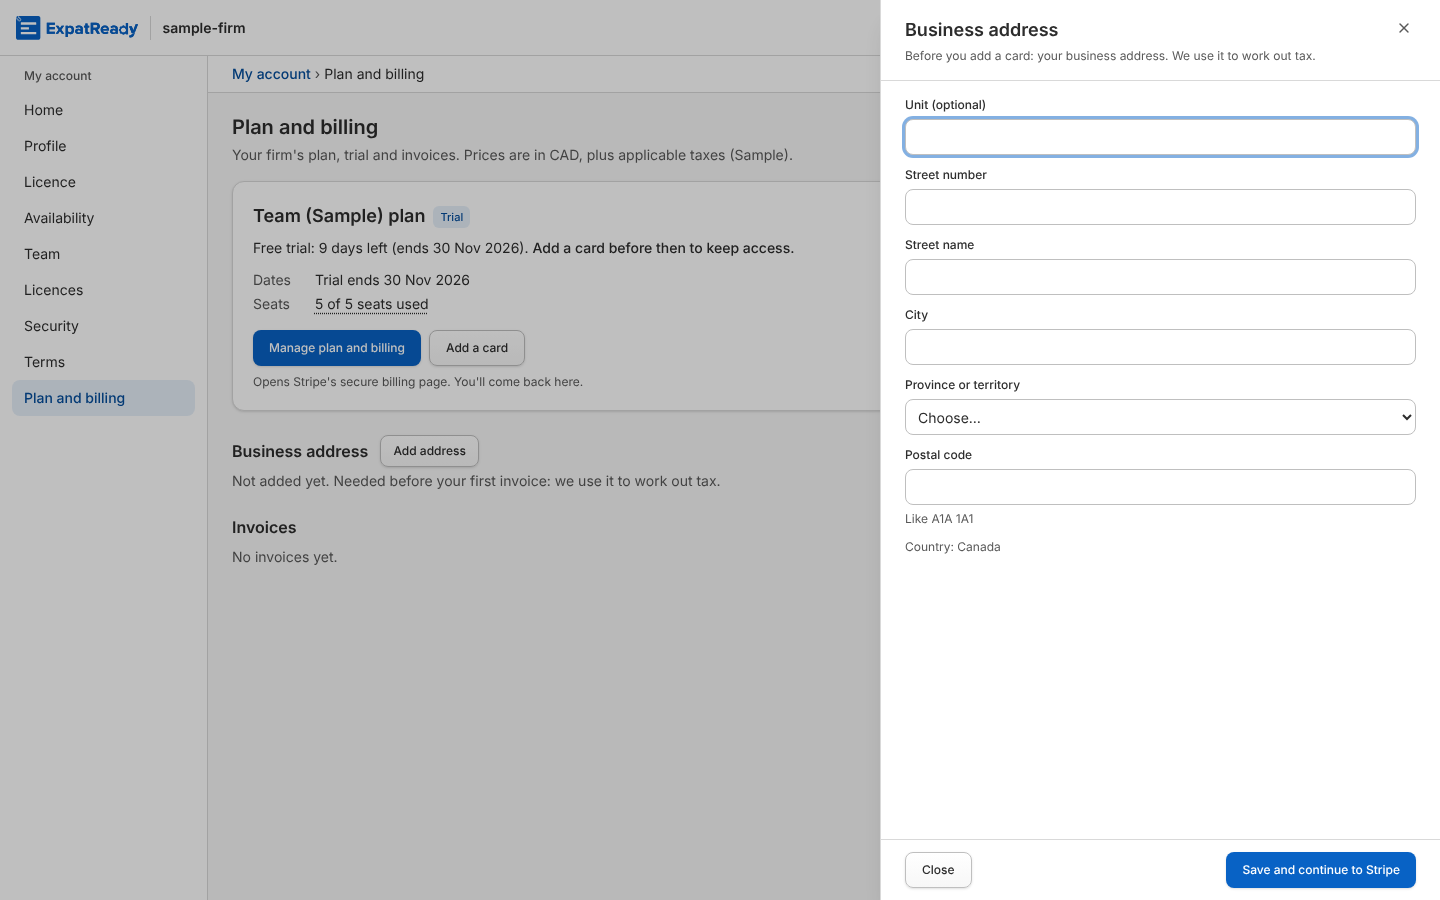 ExpatReady
sample-firm
My account
Home
Profile
Licence
Availability
Team
Licences
Security
Terms
Plan and billing
My account › Plan and billing
Plan and billing
Your firm's plan, trial and invoices. Prices are in CAD, plus applicable taxes (Sample).
Team (Sample) plan Trial
Free trial: 9 days left (ends 30 Nov 2026). Add a card before then to keep access.
Dates Trial ends 30 Nov 2026
Seats 5 of 5 seats used
Manage plan and billing Add a card
Opens Stripe's secure billing page. You'll come back here.
Business address Add address
Not added yet. Needed before your first invoice: we use it to work out tax.
Invoices
No invoices yet.
Business address
Before you add a card: your business address. We use it to work out tax.
Unit (optional)
Street number
Street name
City
Province or territory
Choose...
Postal code
Like A1A 1A1
Country: Canada
Close Save and continue to Stripe